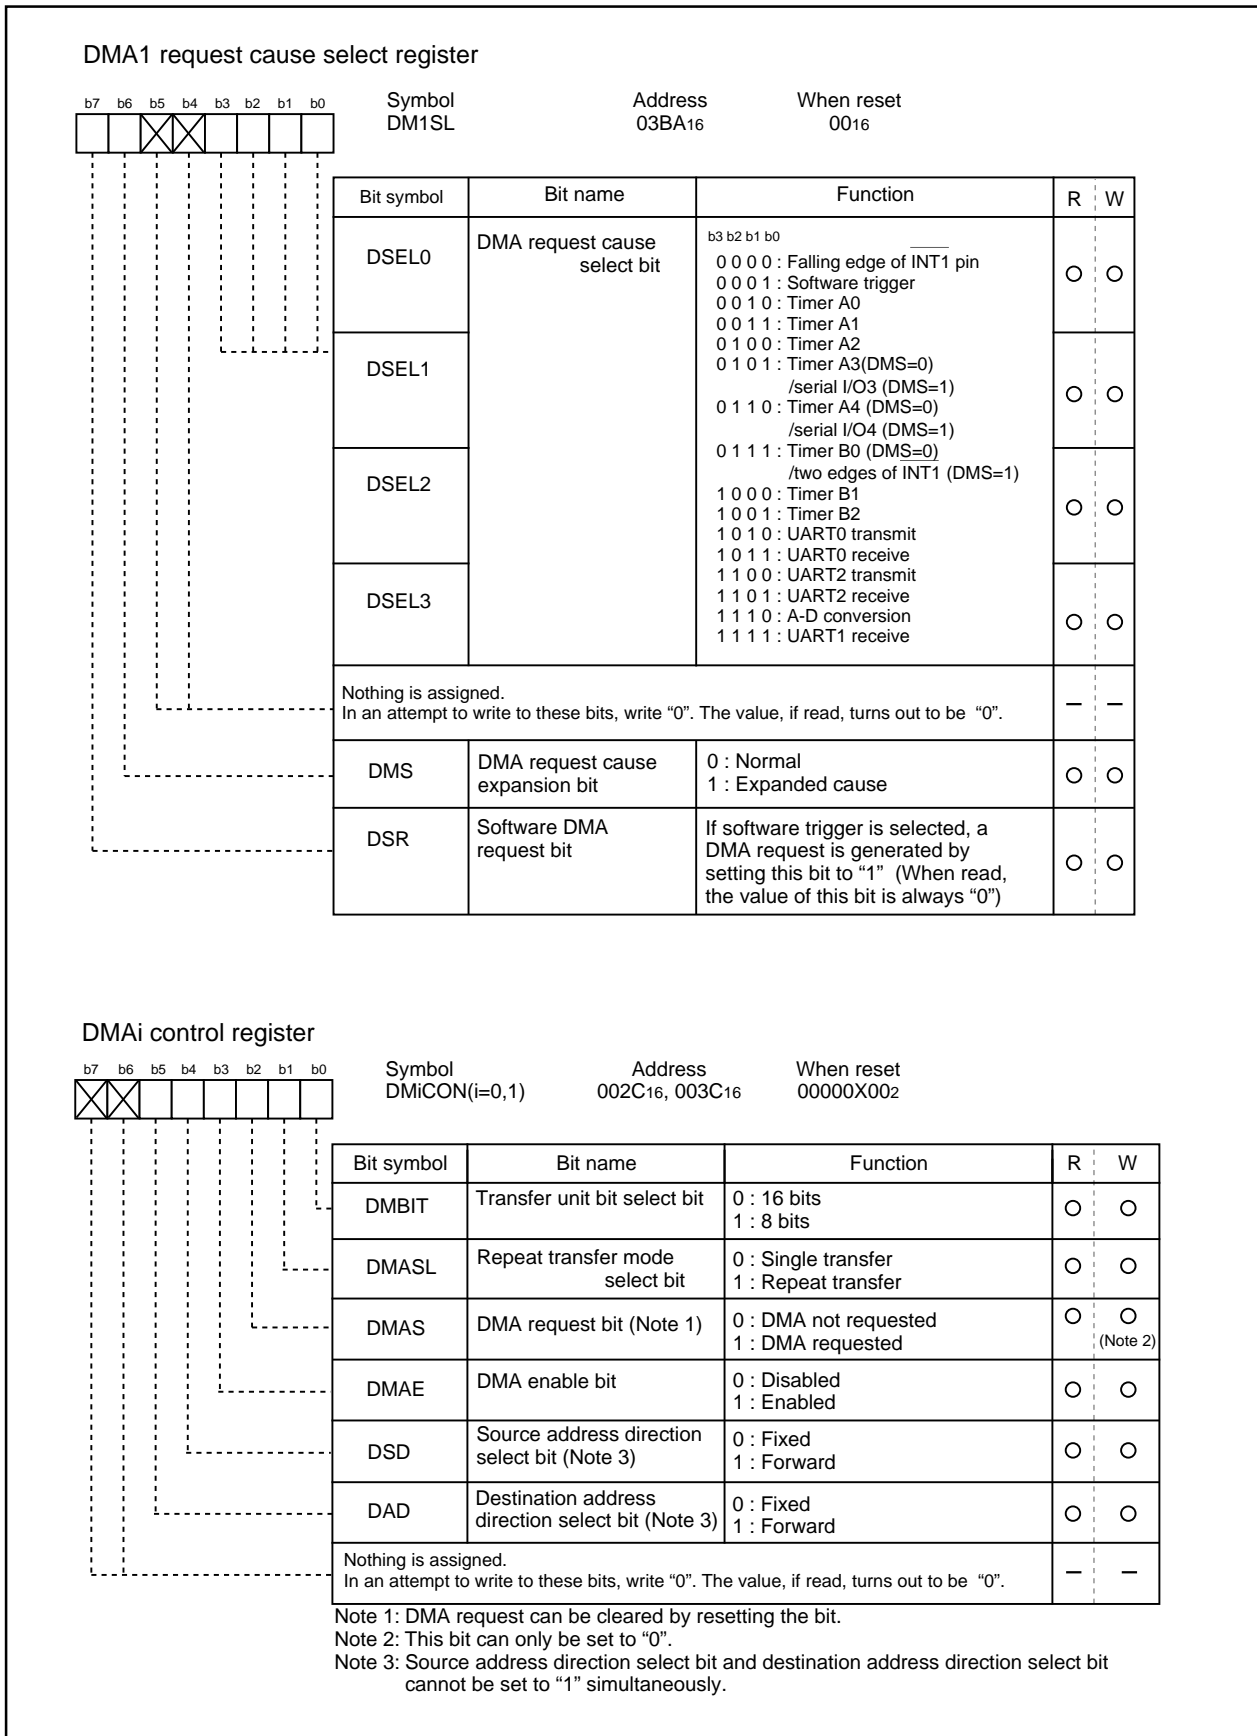 DMA1 request cause select register
b7 b6 b5 b4 b3 b2 b1 b0
Symbol Address When reset
DM1SL 03BA16 0016
Bit symbol Bit name Function R W
DSEL0
DMA request cause
select bit
b3 b2 b1 b0
0 0 0 0 : Falling edge of INT1 pin
0 0 0 1 : Software trigger
0 0 1 0 : Timer A0
0 0 1 1 : Timer A1
0 1 0 0 : Timer A2
DSEL1
0 1 0 1 : Timer A3(DMS=0)
/serial I/O3 (DMS=1)
0 1 1 0 : Timer A4 (DMS=0)
/serial I/O4 (DMS=1)
0 1 1 1 : Timer B0 (DMS=0)
/two edges of INT1 (DMS=1)
DSEL2
1 0 0 0 : Timer B1
1 0 0 1 : Timer B2
1 0 1 0 : UART0 transmit
1 0 1 1 : UART0 receive
1 1 0 0 : UART2 transmit
1 1 0 1 : UART2 receive
DSEL3
1 1 1 0 : A-D conversion
1 1 1 1 : UART1 receive
Nothing is assigned.
In an attempt to write to these bits, write “0”. The value, if read, turns out to be “0”.
DMS
DMA request cause
expansion bit
0 : Normal
1 : Expanded cause
DSR
Software DMA
request bit
If software trigger is selected, a
DMA request is generated by
setting this bit to “1” (When read,
the value of this bit is always “0”)
DMAi control register
b7 b6 b5 b4 b3 b2 b1 b0
Symbol Address When reset
DMiCON(i=0,1) 002C16, 003C16 00000X002
Bit symbol Bit name Function R W
DMBIT
Transfer unit bit select bit
0 : 16 bits
1 : 8 bits
DMASL
Repeat transfer mode
select bit
0 : Single transfer
1 : Repeat transfer
DMAS
DMA request bit (Note 1)
0 : DMA not requested
1 : DMA requested
(Note 2)
DMAE
DMA enable bit
0 : Disabled
1 : Enabled
DSD
Source address direction
select bit (Note 3)
0 : Fixed
1 : Forward
DAD
Destination address
direction select bit (Note 3)
0 : Fixed
1 : Forward
Nothing is assigned.
In an attempt to write to these bits, write “0”. The value, if read, turns out to be “0”.
Note 1: DMA request can be cleared by resetting the bit.
Note 2: This bit can only be set to “0”.
Note 3: Source address direction select bit and destination address direction select bit
cannot be set to “1” simultaneously.